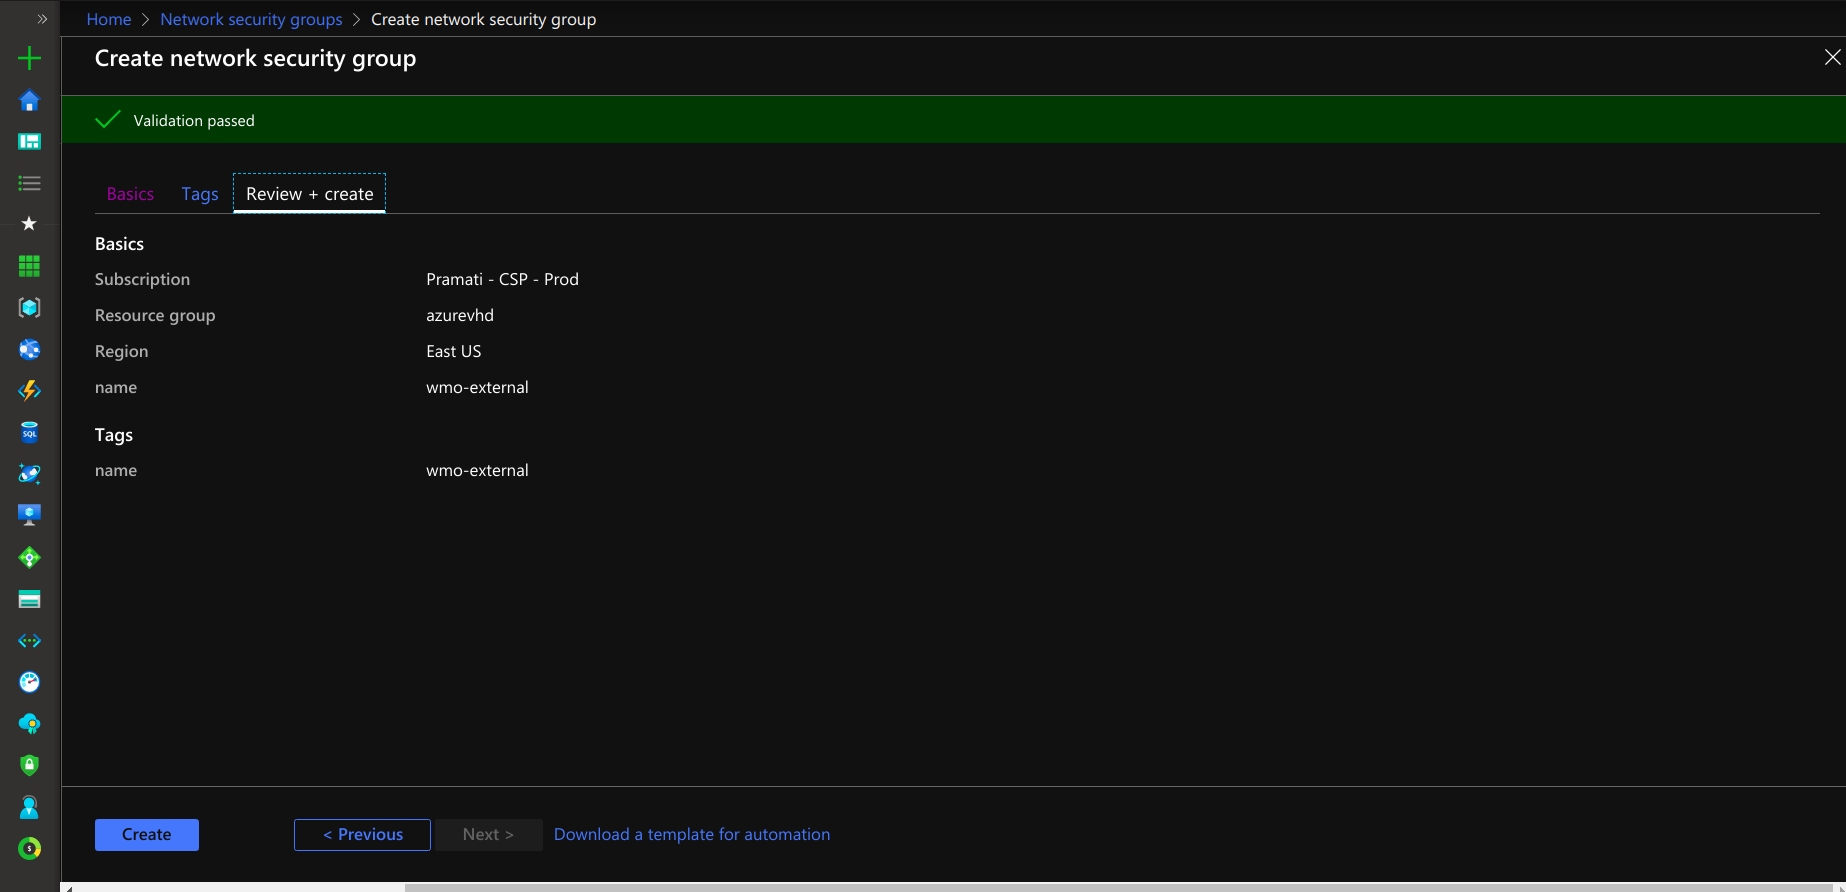 Home > Network security groups > Create network security group
Create network security group
Validation passed
Basics Tags Review + create
Basics
Subscription Pramati - CSP - Prod
Resource group azurevhd
Region East US
name wmo-external
Tags
name wmo-external
Create < Previous Next > Download a template for automation
SQL